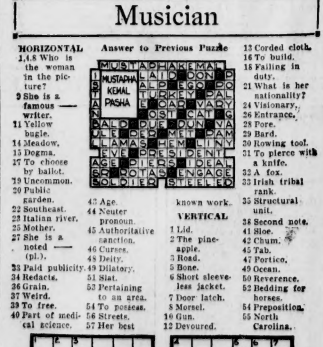 Musician
HORIZONTAL
1,4.8 Who is
the woman
in the pic-
ture?
9 She is a
famous —
writer.
11 Yellow
bugle.
14 Meadow.
15 Dogma.
17 To choose
by ballot.
19 Uncommon.
20 Public
garden.
22 Southeast.
23 Italian river.
25 Mother.
27 She is a
noted —
(pl.).
32 Paid publicity.
34 Redacts.
36 Grain.
37 Weird.
39 To free.
40 Part of medi-
cal science.
Answer to Previous Puzzle
MUSTAPHAKEMAL
MUSTAPHA
KEMAL
PASHA
43 Age.
44 Neuter
pronoun.
45 Authoritative
sanction.
46 Curses.
48 Deity.
49 Dilatory.
51 Slat.
53 Pertaining
to an area.
54 To possess.
56 Streets.
57 Her best
known work.
VERTICAL
1 Lid.
2 The pine-
apple.
3 Road.
5 Bone.
6 Short sleeve-
less jacket.
7 Door latch.
8 Morsel.
10 Gun.
12 Devoured.
13 Corded cloth.
16 To build.
18 Failing in
duty.
21 What is her
nationality?
24 Visionary.
26 Entrance.
28 Pore.
29 Bard.
30 Rowing tool.
31 To pierce with
a knife.
32 A fox.
33 Irish tribal
rank.
35 Structural
unit.
38 Second note.
41 Sloe.
42 Chum.
45 Tab.
47 Portico.
49 Ocean.
50 Reverence.
52 Bedding for
horses.
54 Preposition.
55 North
Carolina.